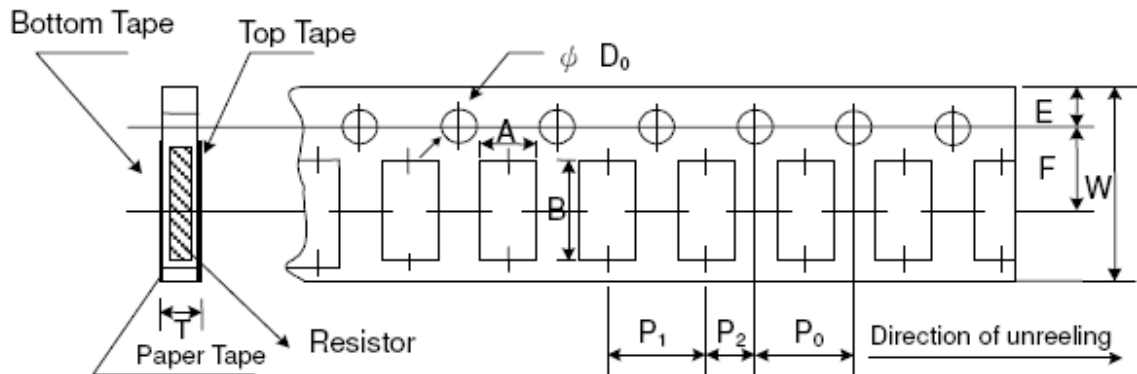 Bottom Tape
Top Tape
ϕ D₀
E
A
F
W
B
T
Resistor
Paper Tape
P₁
P₂
P₀
Direction of unreeling